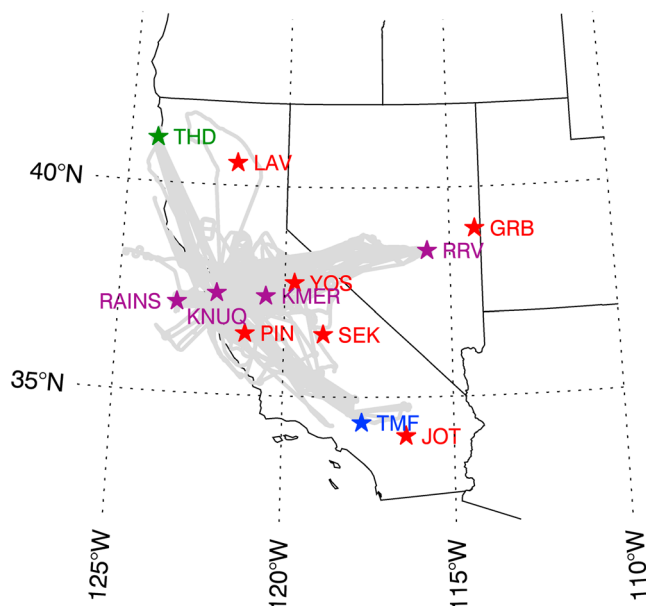 THD
LAV
40°N
GRB
RRV
YOS
RAINS
KMER
KNUQ
PIN
SEK
35°N
TMF
JOT
125°W
120°W
115°W
110°W